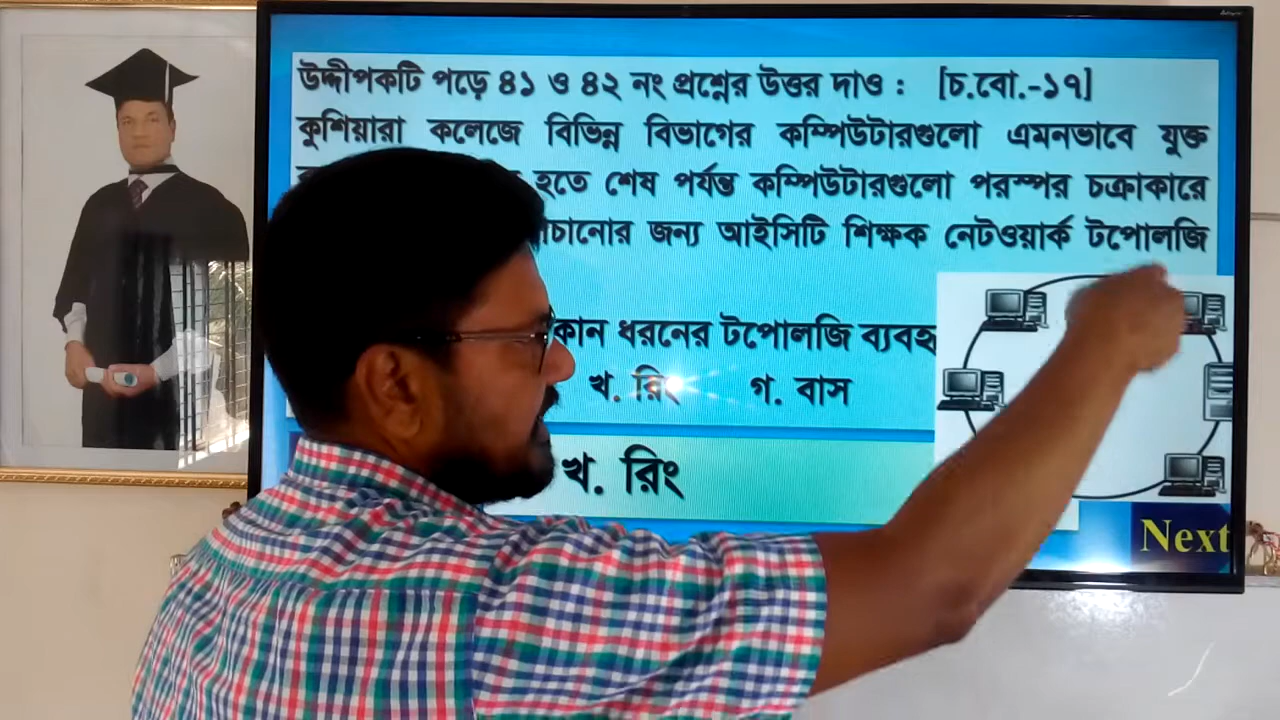 উদ্দীপকটি পড়ে ৪১ ও ৪২ নং প্রশ্নের উত্তর দাও : [চ.বো.-১৭]
কুশিয়ারা কলেজে বিভিন্ন বিভাগের কম্পিউটারগুলো এমনভাবে যুক্ত
হতে শেষ পর্যন্ত কম্পিউটারগুলো পরস্পর চক্রাকারে
জন্য আইসিটি শিক্ষক নেটওয়ার্ক টপোলজি
ধরনের টপোলজি
খ. রিং গ. বাস
খ. রিং
Next